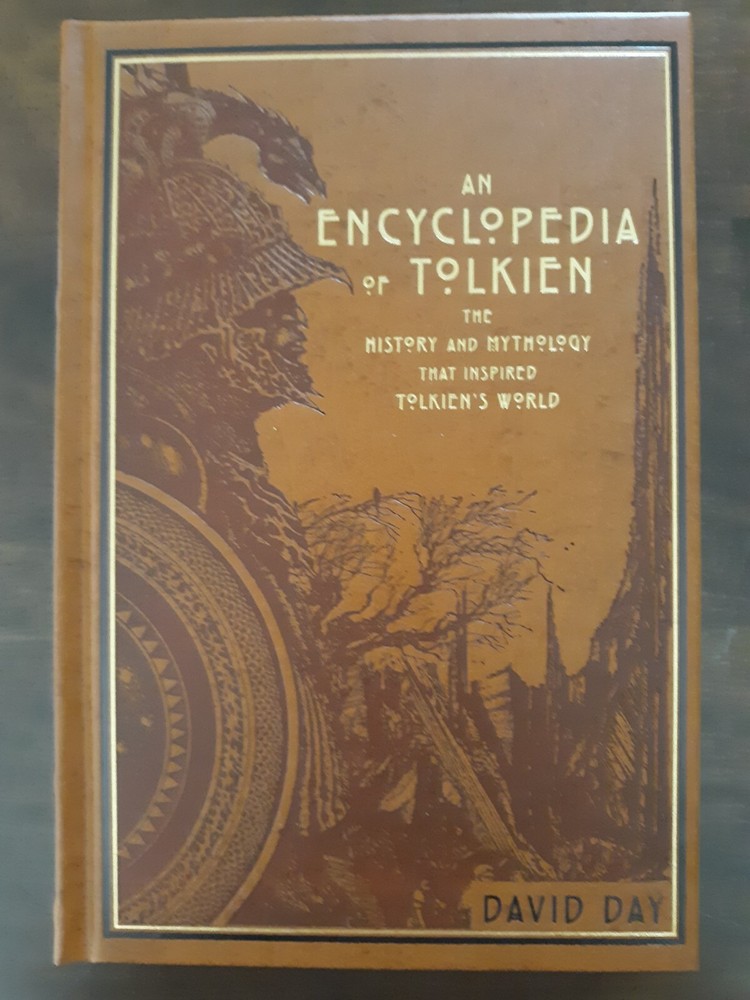 AN
ENCYCLOPEDIA
OF TOLKIEN
THE
HISTORY AND MYTHOLOGY
THAT INSPIRED
TOLKIEN'S WORLD
DAVID DAY